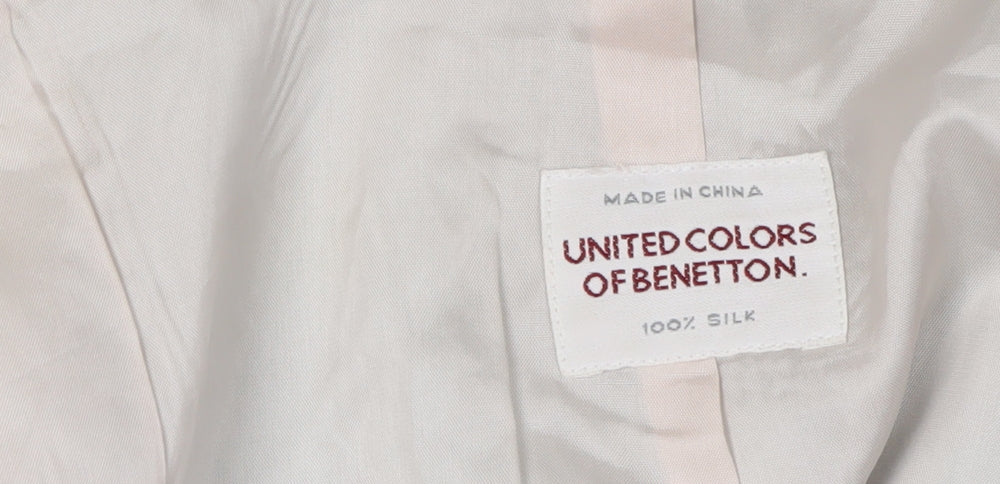 MADE IN CHINA
UNITED COLORS
OF BENETTON.
100% SILK